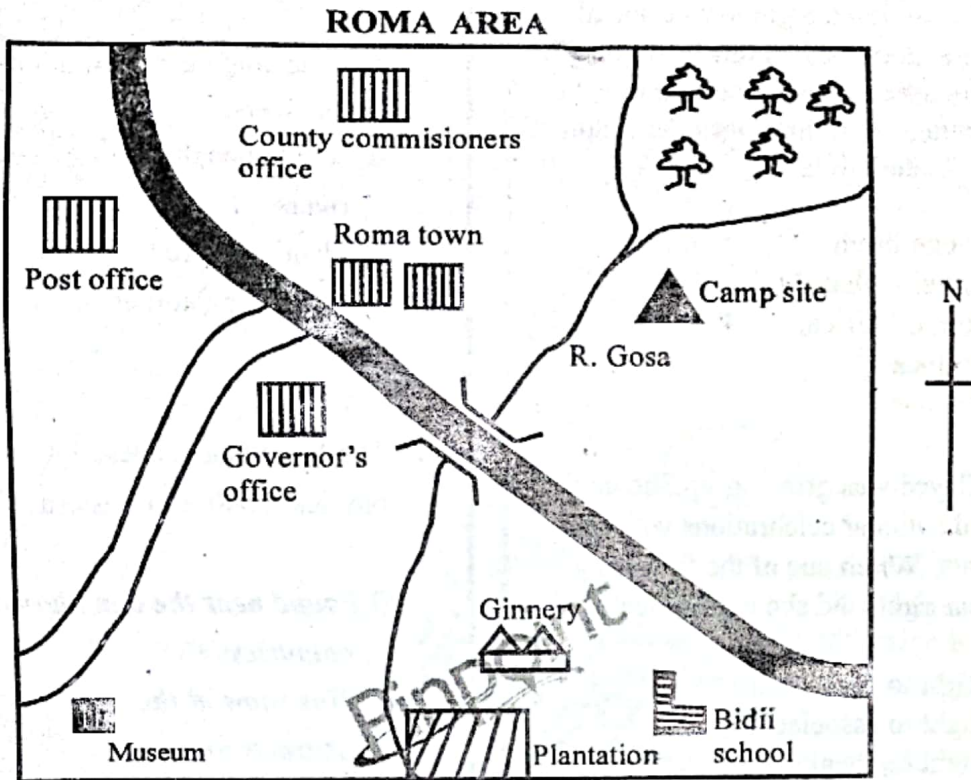 ROMA AREA
County commisioners
office
Roma town
Post office
Camp site
N
R. Gosa
Governor's
office
Ginnery
Pinpoint
Bidii
school
Museum
Plantation